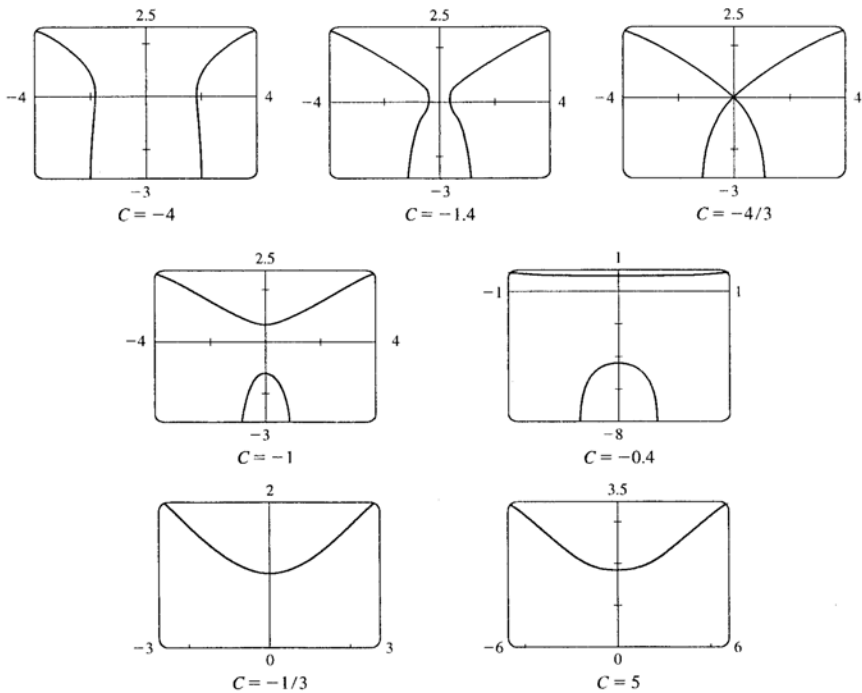 2.5 2.5 2.5
−4 4 −4 4 −4 4
−3 −3 −3
C = −4 C = −1.4 C = −4/3
2.5 1
−4 4 −1 1
−3 −8
C = −1 C = −0.4
2 3.5
−3 3 −6 6
0 0
C = −1/3 C = 5